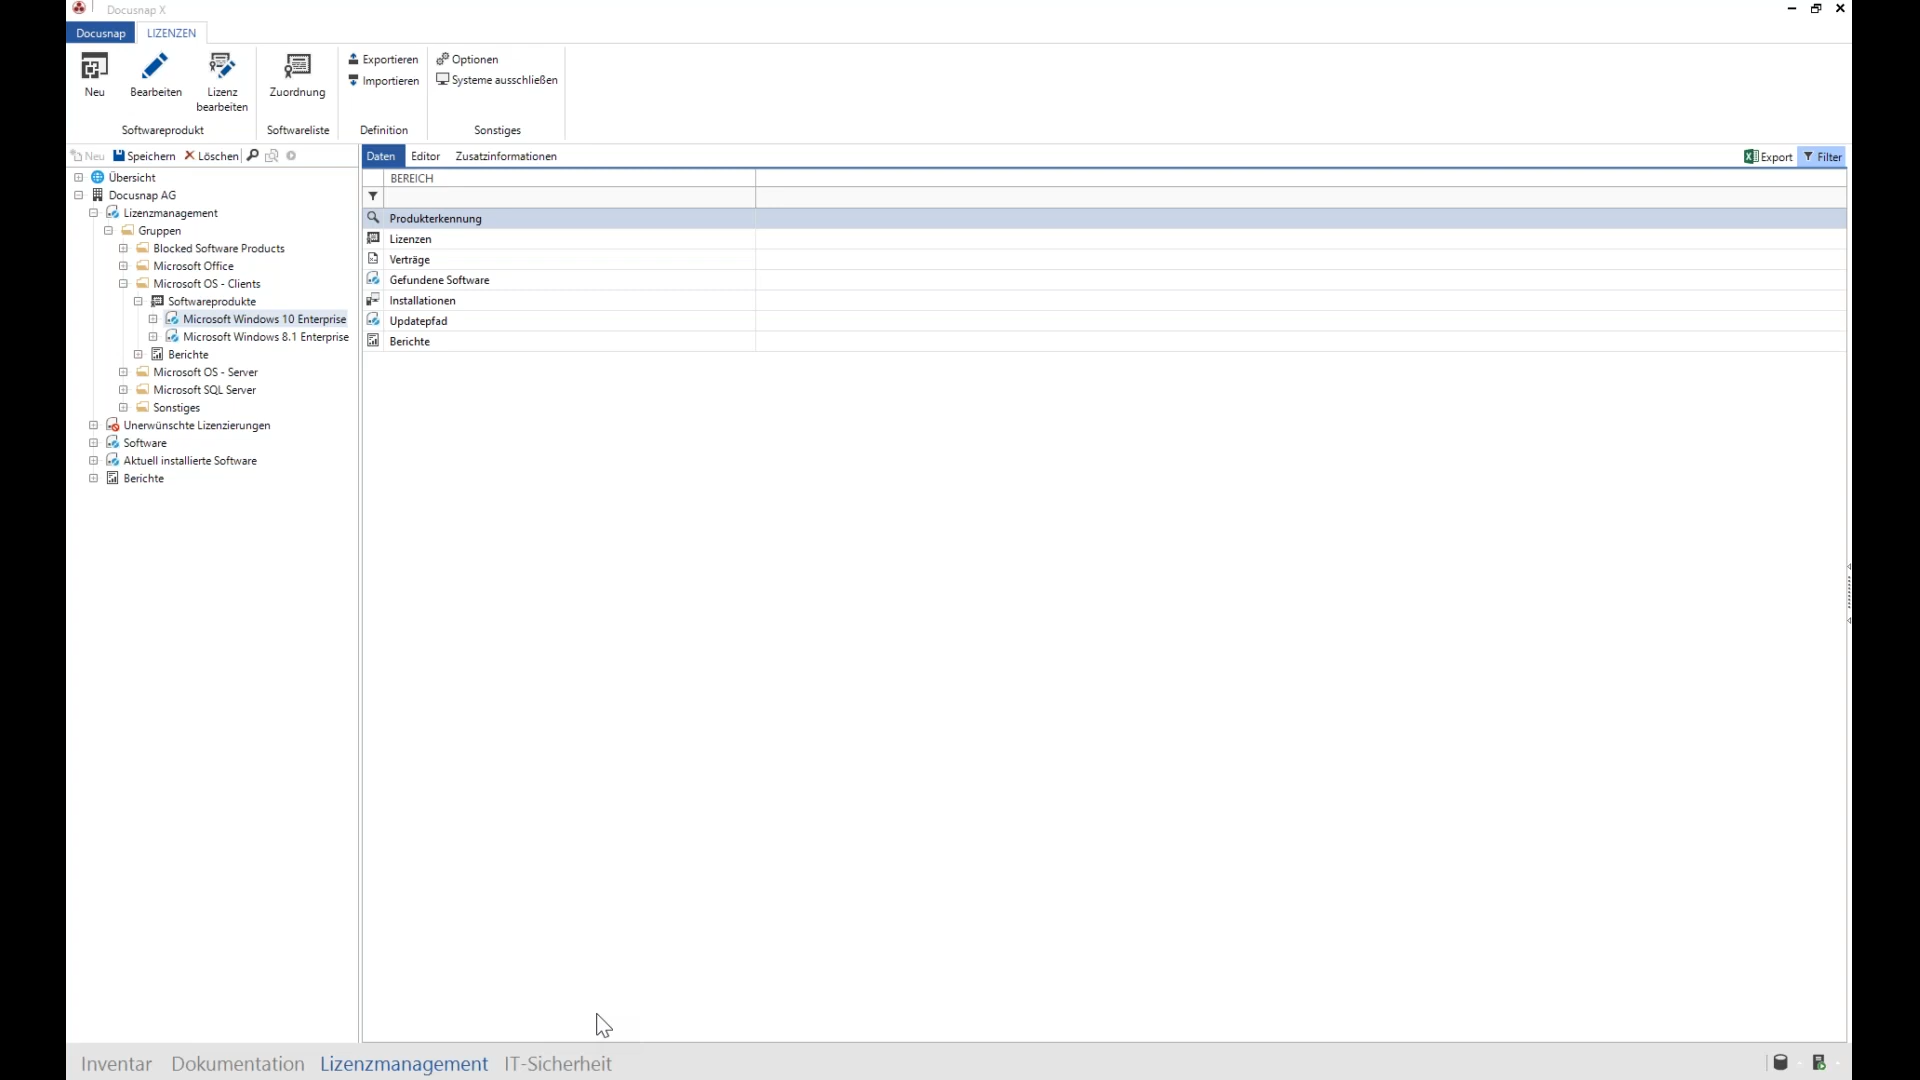 Docusnap X
Docusnap LIZENZEN
Neu Bearbeiten Lizenz bearbeiten Zuordnung Exportieren Importieren Optionen Systeme ausschließen
Softwareprodukt Softwareliste Definition Sonstiges
Neu Speichern Löschen
Übersicht
Docusnap AG
Lizenzmanagement
Gruppen
Blocked Software Products
Microsoft Office
Microsoft OS - Clients
Softwareprodukte
Microsoft Windows 10 Enterprise
Microsoft Windows 8.1 Enterprise
Berichte
Microsoft OS - Server
Microsoft SQL Server
Sonstiges
Unerwünschte Lizenzierungen
Software
Aktuell installierte Software
Berichte
Daten Editor Zusatzinformationen Export Filter
BEREICH
Produkterkennung
Lizenzen
Verträge
Gefundene Software
Installationen
Updatepfad
Berichte
Inventar Dokumentation Lizenzmanagement IT-Sicherheit